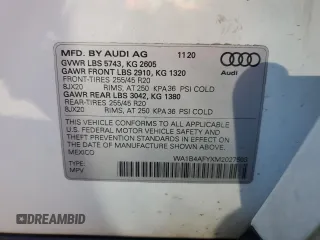 MFD. BY AUDI AG 11 20
GVWR LBS 5743, KG 2605
GAWR FRONT LBS 2910, KG 1320
FRONT-TIRES 255/45 R20
8JX20 RIMS, AT 250 KPA 36 PSI COLD
GAWR REAR LBS 3042, KG 1380
REAR-TIRES 255/45 R20
8JX20 RIMS, AT 250 KPA 36 PSI COLD
Audi
THIS VEHICLE CONFORMS TO ALL APPLICABLE
U.S. FEDERAL MOTOR VEHICLE SAFETY, BUMPER AND
THEFT PREVENTION STANDARDS IN EFFECT ON THE
DATE OF MANUFACTURE SHOWN ABOVE.
MEXICO
TYPE:
MPV
DREAMBID